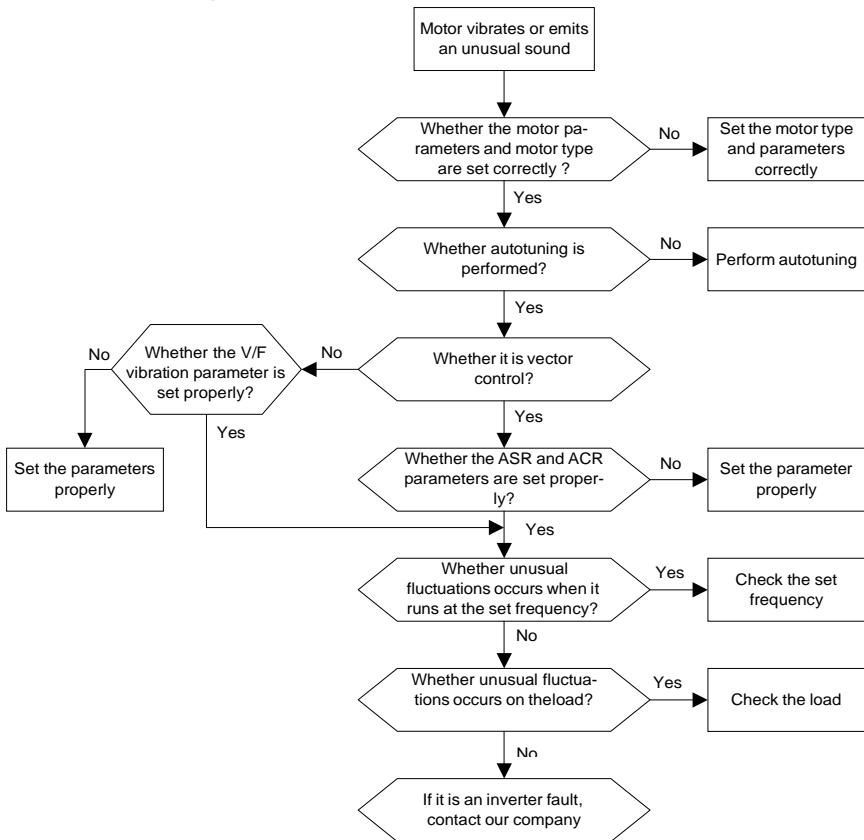 Motor vibrates or emits
an unusual sound
Whether the motor pa-
rameters and motor type
are set correctly ?
No
Set the motor type
and parameters
correctly
Yes
Whether autotuning is
performed?
No
Perform autotuning
Yes
Whether it is vector
control?
No
Whether the V/F
vibration parameter is
set properly?
No
Set the parameters
properly
Yes
Yes
Whether the ASR and ACR
parameters are set proper-
ly?
No
Set the parameter
properly
Yes
Whether unusual
fluctuations occurs when it
runs at the set frequency?
Yes
Check the set
frequency
No
Whether unusual fluctua-
tions occurs on theload?
Yes
Check the load
No
If it is an inverter fault,
contact our company